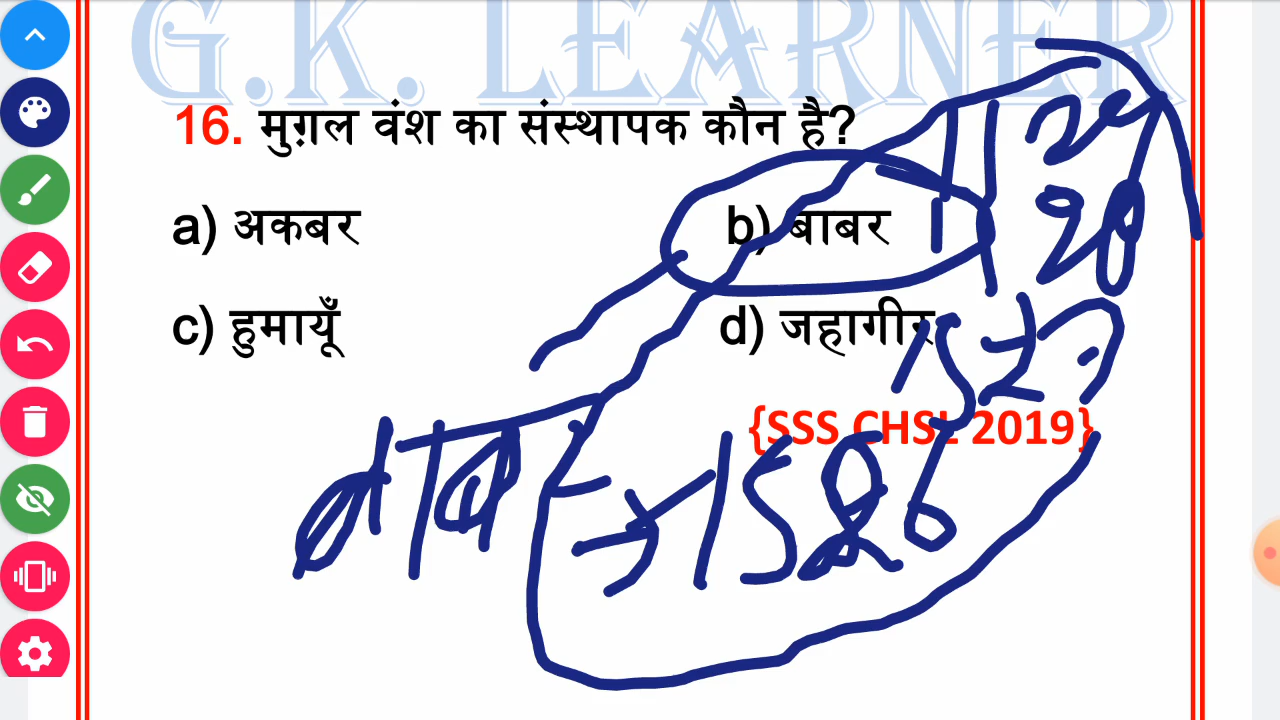 G.K. LEARNER
16. मुग़ल वंश का संस्थापक कौन है?
a) अकबर b) बाबर
c) हुमायूँ d) जहागीर
{SSS CHSL 2019}
बाबर → 1526